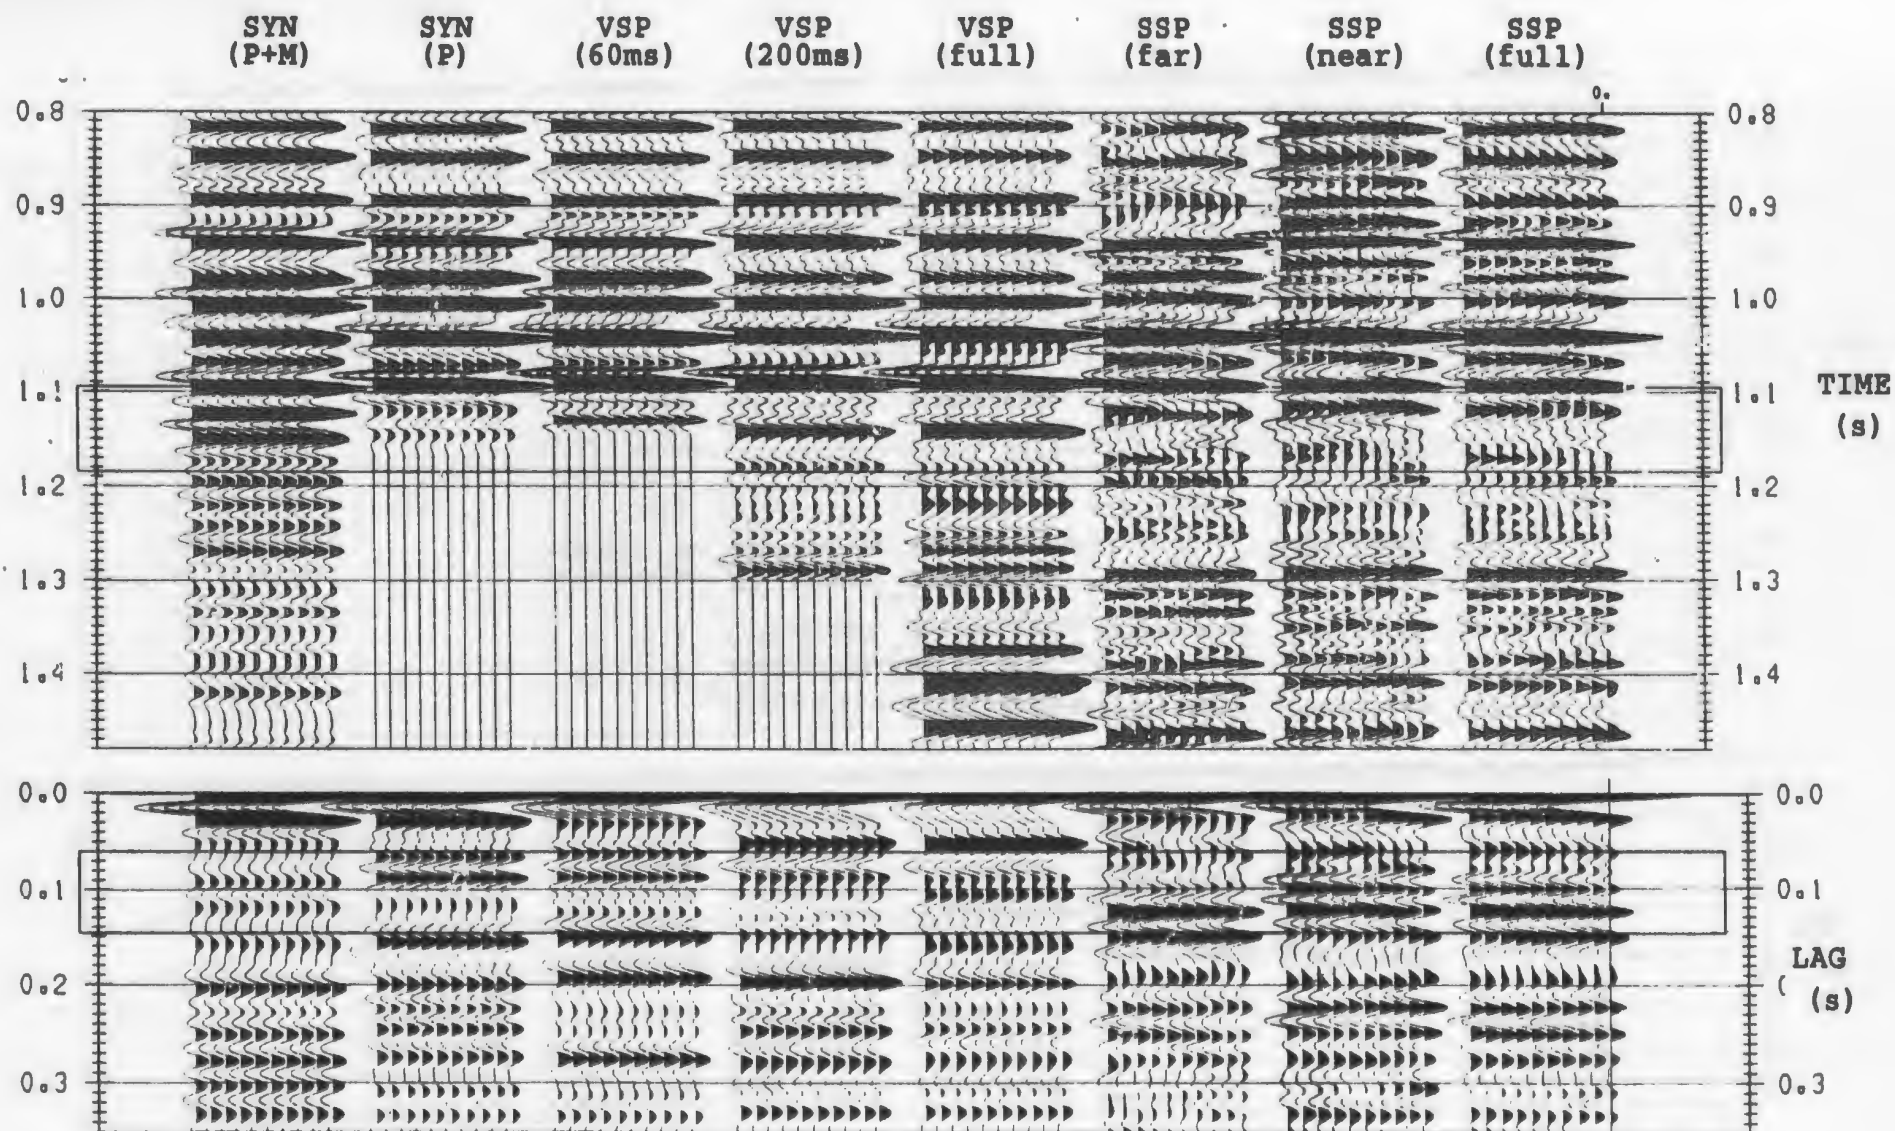 SYN SYN VSP VSP VSP SSP SSP SSP
(P+M) (P) (60ms) (200ms) (full) (far) (near) (full)
0.
0.8 0.8
0.9 0.9
1.0 1.0
1.1 1.1
TIME
(s)
1.2 1.2
1.3 1.3
1.4 1.4
0.0 0.0
0.1 0.1
LAG
0.2 (
(s)
0.3 0.3